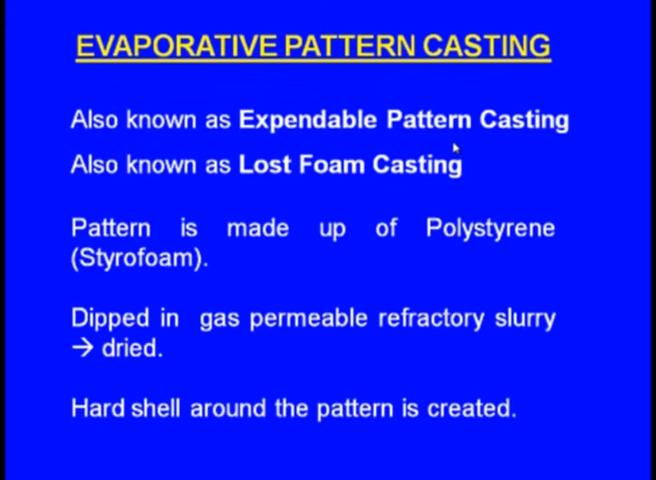 EVAPORATIVE PATTERN CASTING
Also known as Expendable Pattern Casting
Also known as Lost Foam Casting
Pattern is made up of Polystyrene
(Styrofoam).
Dipped in gas permeable refractory slurry
→ dried.
Hard shell around the pattern is created.